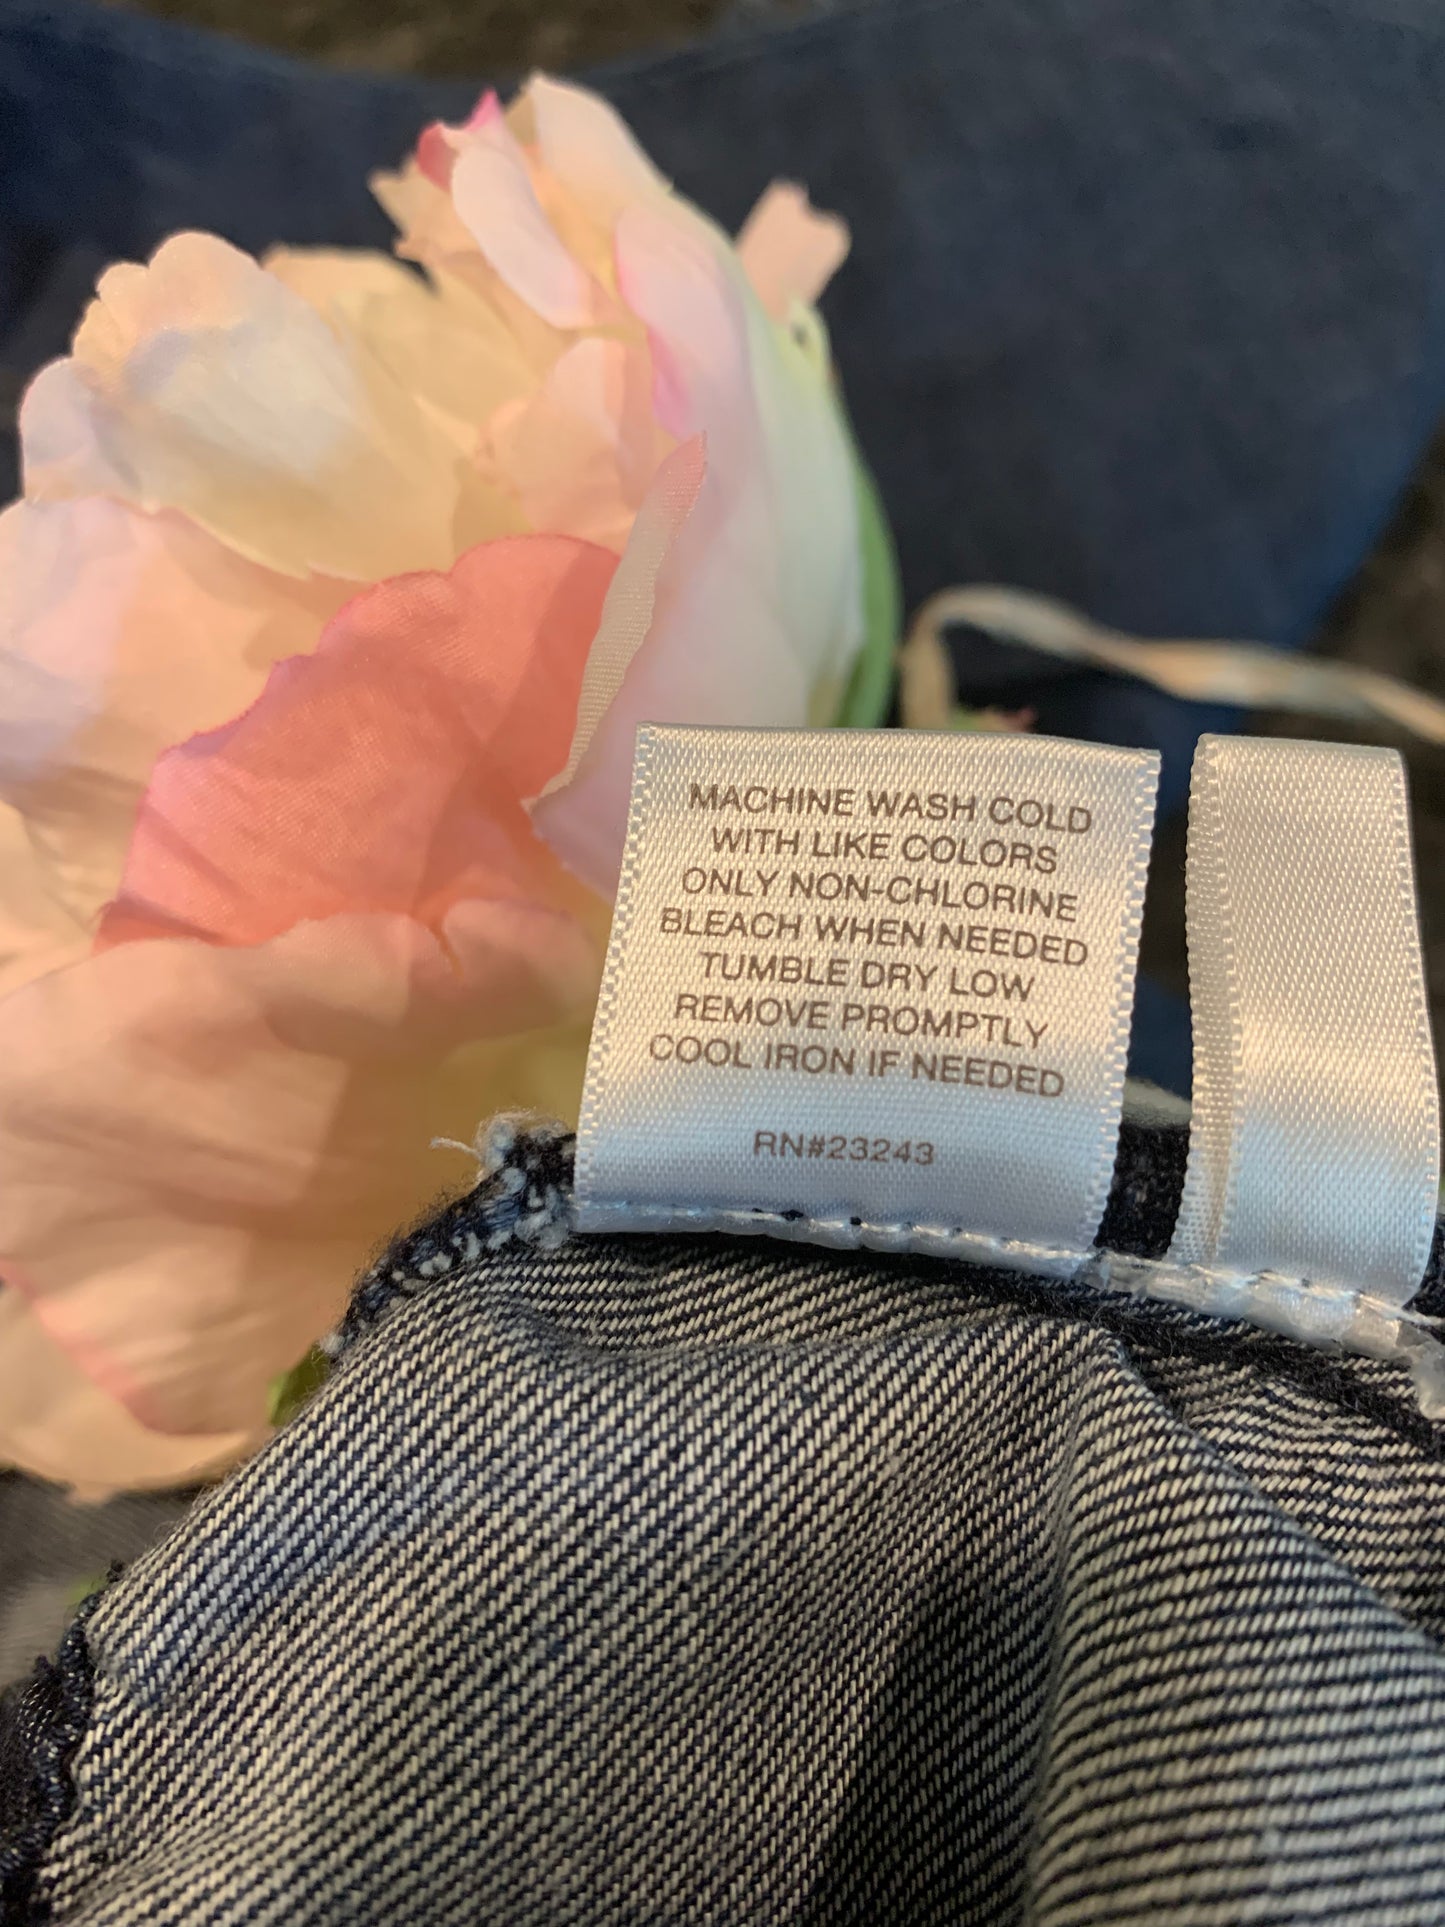 MACHINE WASH COLD
WITH LIKE COLORS
ONLY NON-CHLORINE
BLEACH WHEN NEEDED
TUMBLE DRY LOW
REMOVE PROMPTLY
COOL IRON IF NEEDED
RN#23243